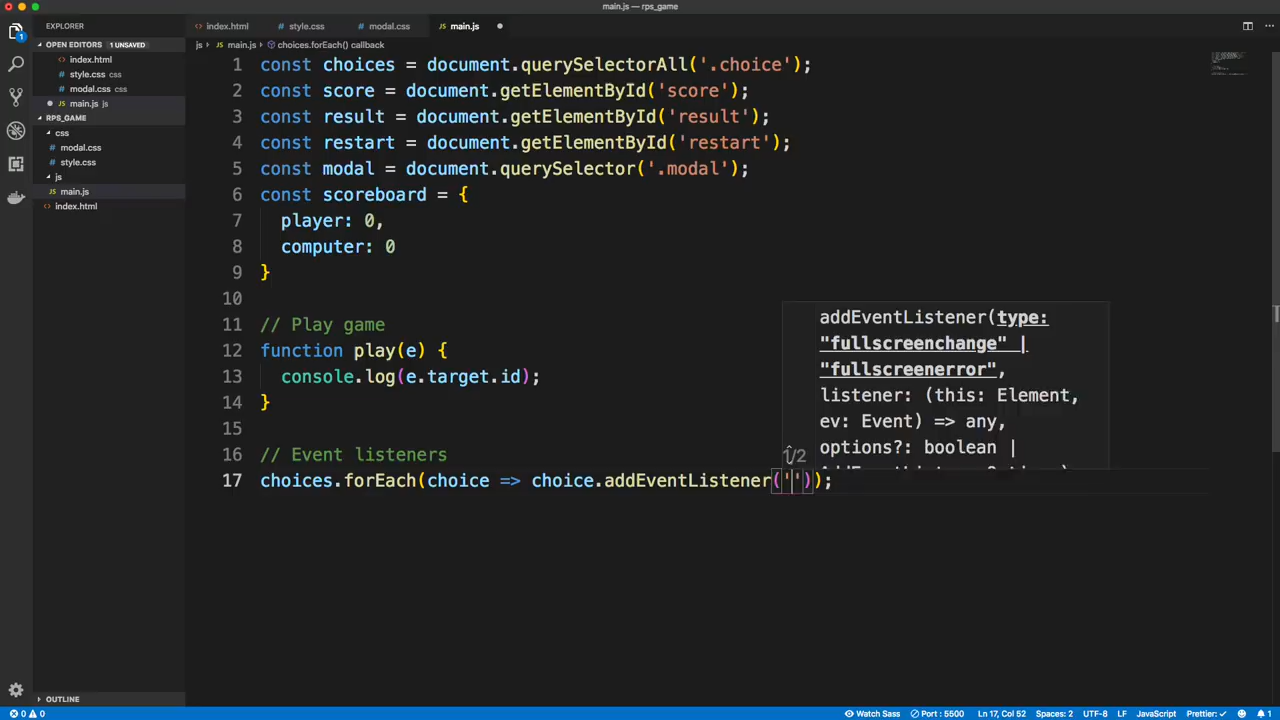 main.js — rps_game
EXPLORER
index.html
style.css
modal.css
main.js
OPEN EDITORS 1 UNSAVED
js › main.js › choices.forEach() callback
index.html
style.css css
modal.css css
main.js js
RPS_GAME
css
modal.css
style.css
js
main.js
index.html
1 const choices = document.querySelectorAll('.choice');
2 const score = document.getElementById('score');
3 const result = document.getElementById('result');
4 const restart = document.getElementById('restart');
5 const modal = document.querySelector('.modal');
6 const scoreboard = {
7 player: 0,
8 computer: 0
9 }
10
11 // Play game
12 function play(e) {
13 console.log(e.target.id);
14 }
15
16 // Event listeners
17 choices.forEach(choice => choice.addEventListener(''));
addEventListener(type:
"fullscreenchange" |
"fullscreenerror",
listener: (this: Element,
ev: Event) => any,
options?: boolean |
1/2
OUTLINE
0 0
Watch Sass
Port : 5500
Ln 17, Col 52
Spaces: 2
UTF-8
LF
JavaScript
Prettier: ✓
1